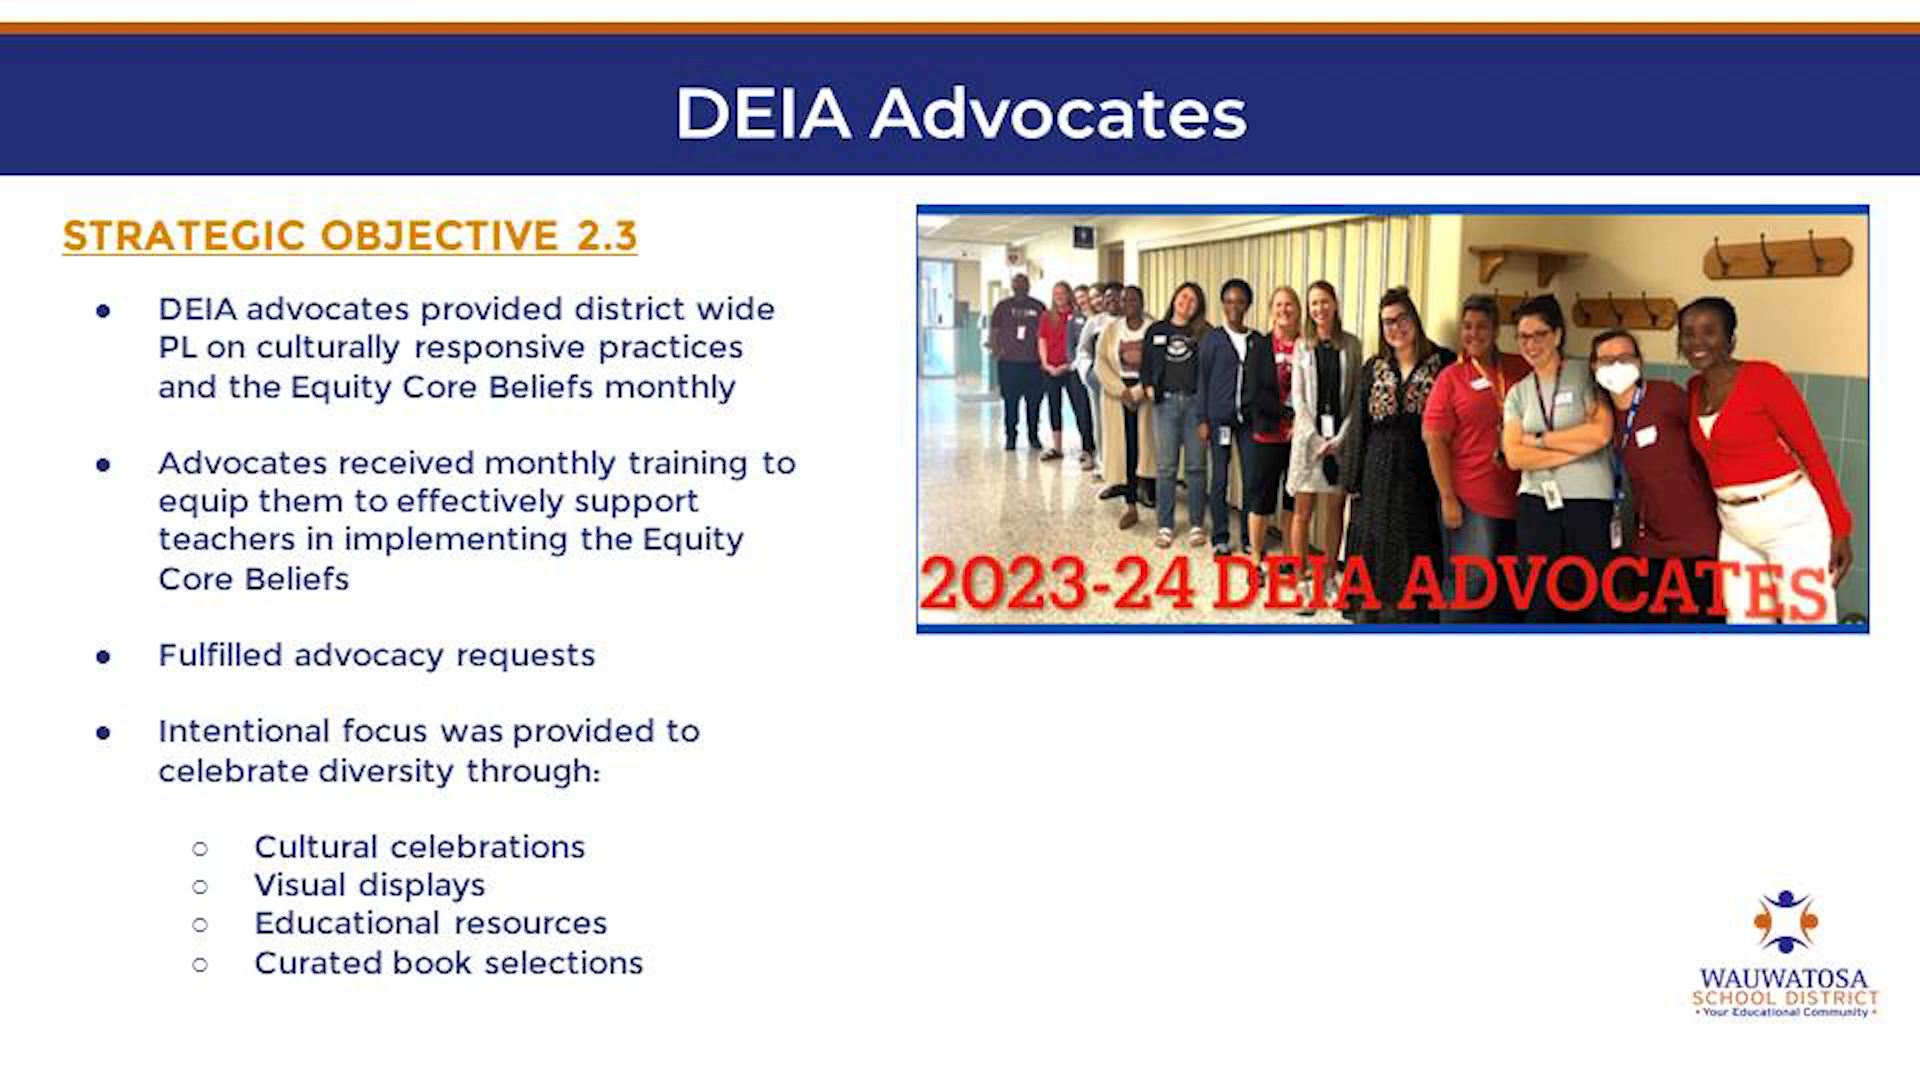 DEIA Advocates
STRATEGIC OBJECTIVE 2.3
● DEIA advocates provided district wide
PL on culturally responsive practices
and the Equity Core Beliefs monthly
● Advocates received monthly training to
equip them to effectively support
teachers in implementing the Equity
Core Beliefs
● Fulfilled advocacy requests
● Intentional focus was provided to
celebrate diversity through:
○ Cultural celebrations
○ Visual displays
○ Educational resources
○ Curated book selections
2023-24 DEIA ADVOCATES
WAUWATOSA
SCHOOL DISTRICT
• Your Educational Community •